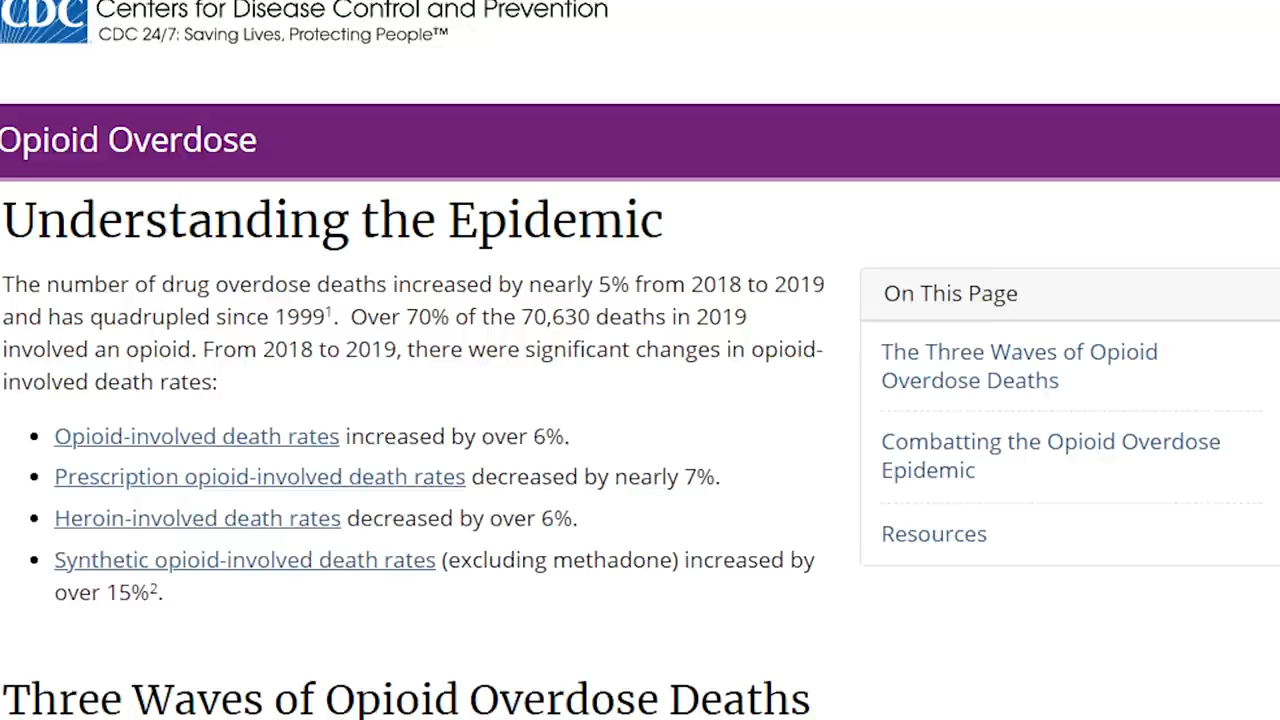 CDC Centers for Disease Control and Prevention
CDC 24/7: Saving Lives, Protecting People™
Opioid Overdose
Understanding the Epidemic
The number of drug overdose deaths increased by nearly 5% from 2018 to 2019
and has quadrupled since 1999¹. Over 70% of the 70,630 deaths in 2019
involved an opioid. From 2018 to 2019, there were significant changes in opioid-
involved death rates:
• Opioid-involved death rates increased by over 6%.
• Prescription opioid-involved death rates decreased by nearly 7%.
• Heroin-involved death rates decreased by over 6%.
• Synthetic opioid-involved death rates (excluding methadone) increased by
over 15%².
On This Page
The Three Waves of Opioid
Overdose Deaths
Combatting the Opioid Overdose
Epidemic
Resources
Three Waves of Opioid Overdose Deaths